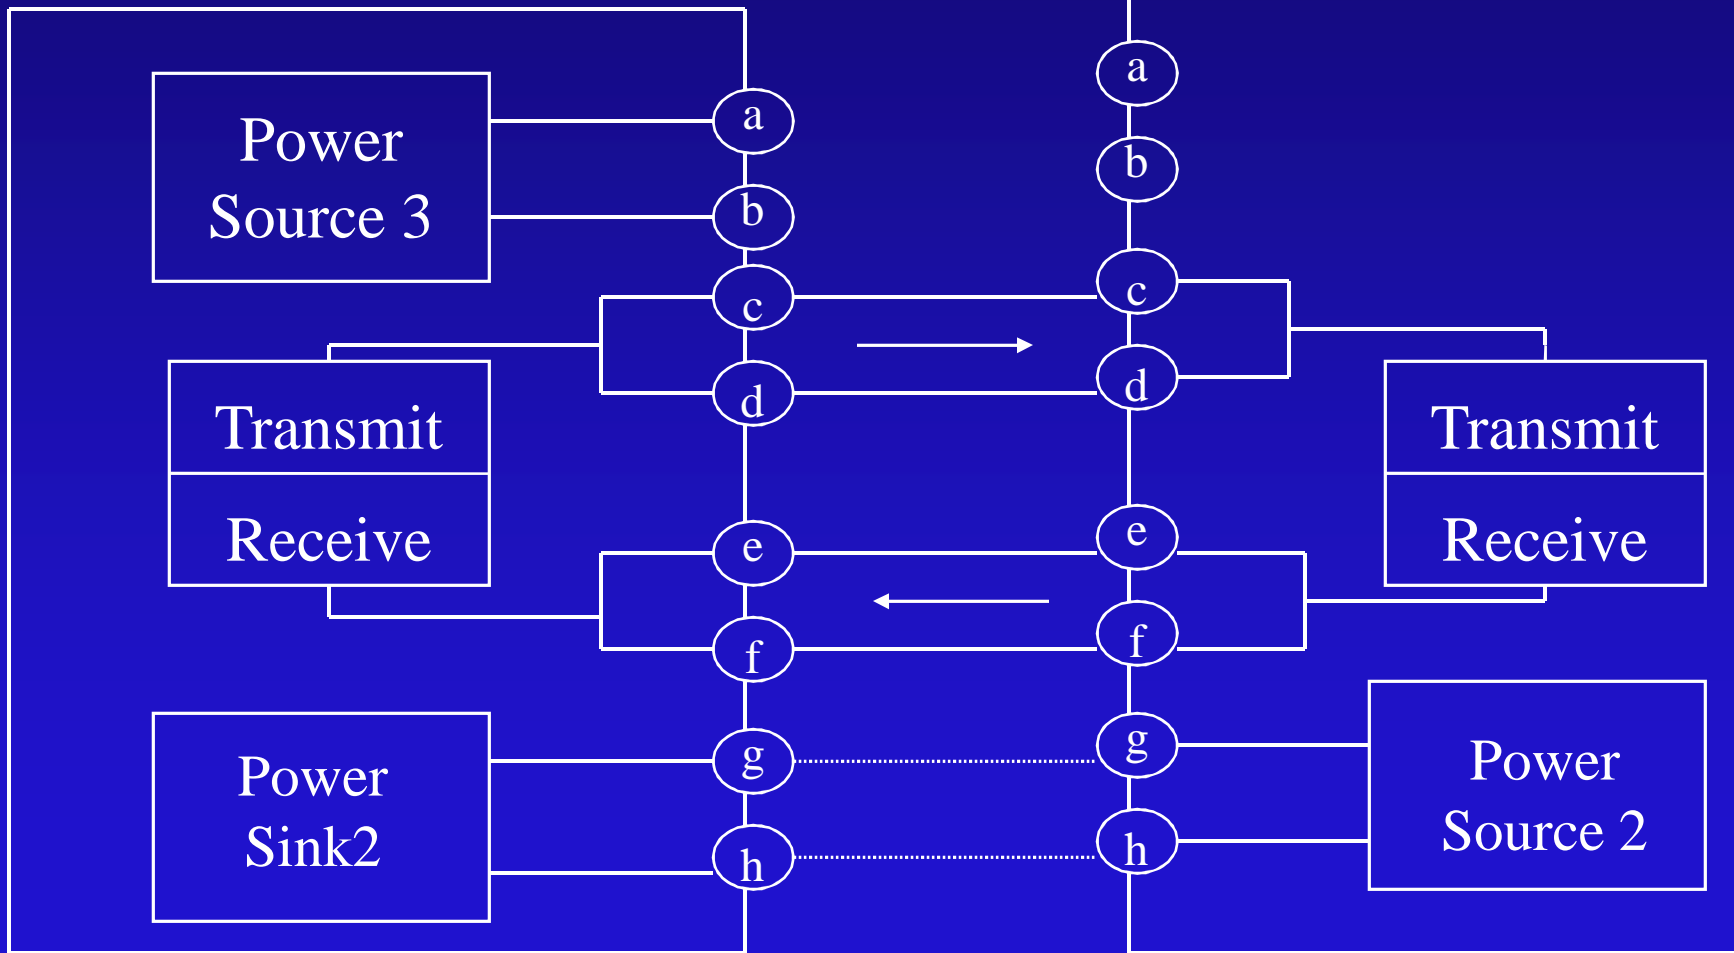 Power
Source 3
a
b
c
d
Transmit
Receive
e
f
Power
Sink2
g
h
a
b
c
d
Transmit
Receive
e
f
g
h
Power
Source 2